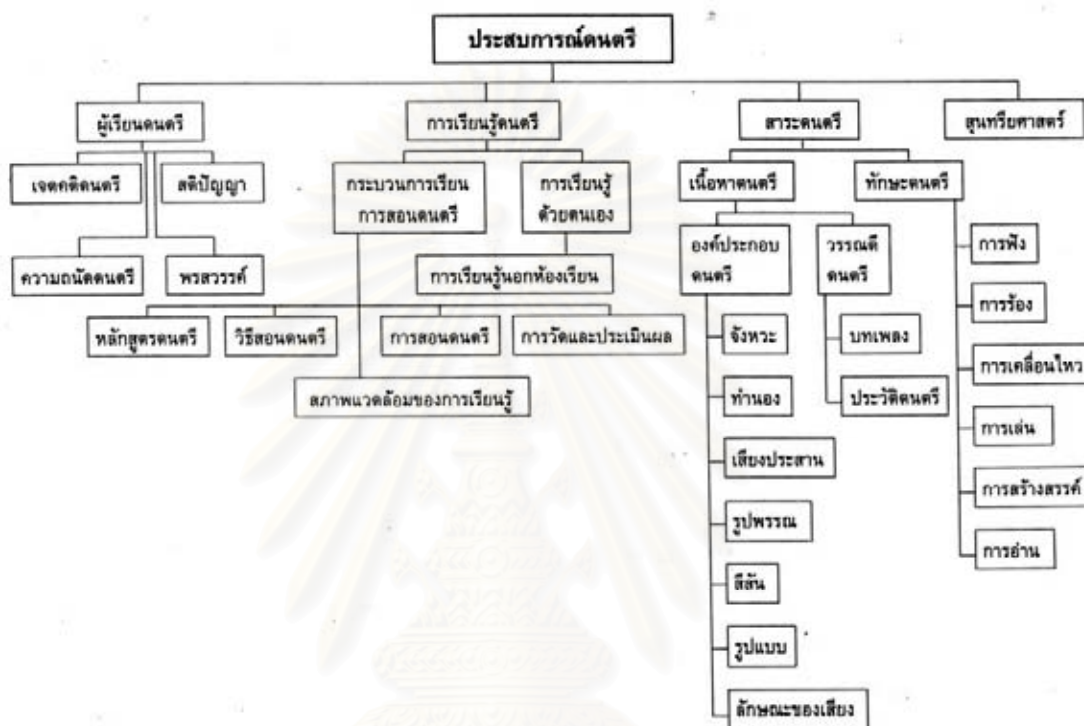 ประสบการณ์ดนตรี
ผู้เรียนดนตรี
การเรียนรู้ดนตรี
สาระดนตรี
สุนทรียศาสตร์
เจตคติดนตรี
สติปัญญา
กระบวนการเรียน
การสอนดนตรี
การเรียนรู้
ด้วยตนเอง
เนื้อหาดนตรี
ทักษะดนตรี
ความถนัดดนตรี
พรสวรรค์
การเรียนรู้นอกห้องเรียน
องค์ประกอบ
ดนตรี
วรรณคดี
ดนตรี
การฟัง
การร้อง
การเคลื่อนไหว
การเล่น
การสร้างสรรค์
การอ่าน
หลักสูตรดนตรี
วิธีสอนดนตรี
การสอนดนตรี
การวัดและประเมินผล
สภาพแวดล้อมของการเรียนรู้
จังหวะ
ทำนอง
เสียงประสาน
รูปพรรณ
สีสัน
รูปแบบ
ลักษณะของเสียง
บทเพลง
ประวัติดนตรี